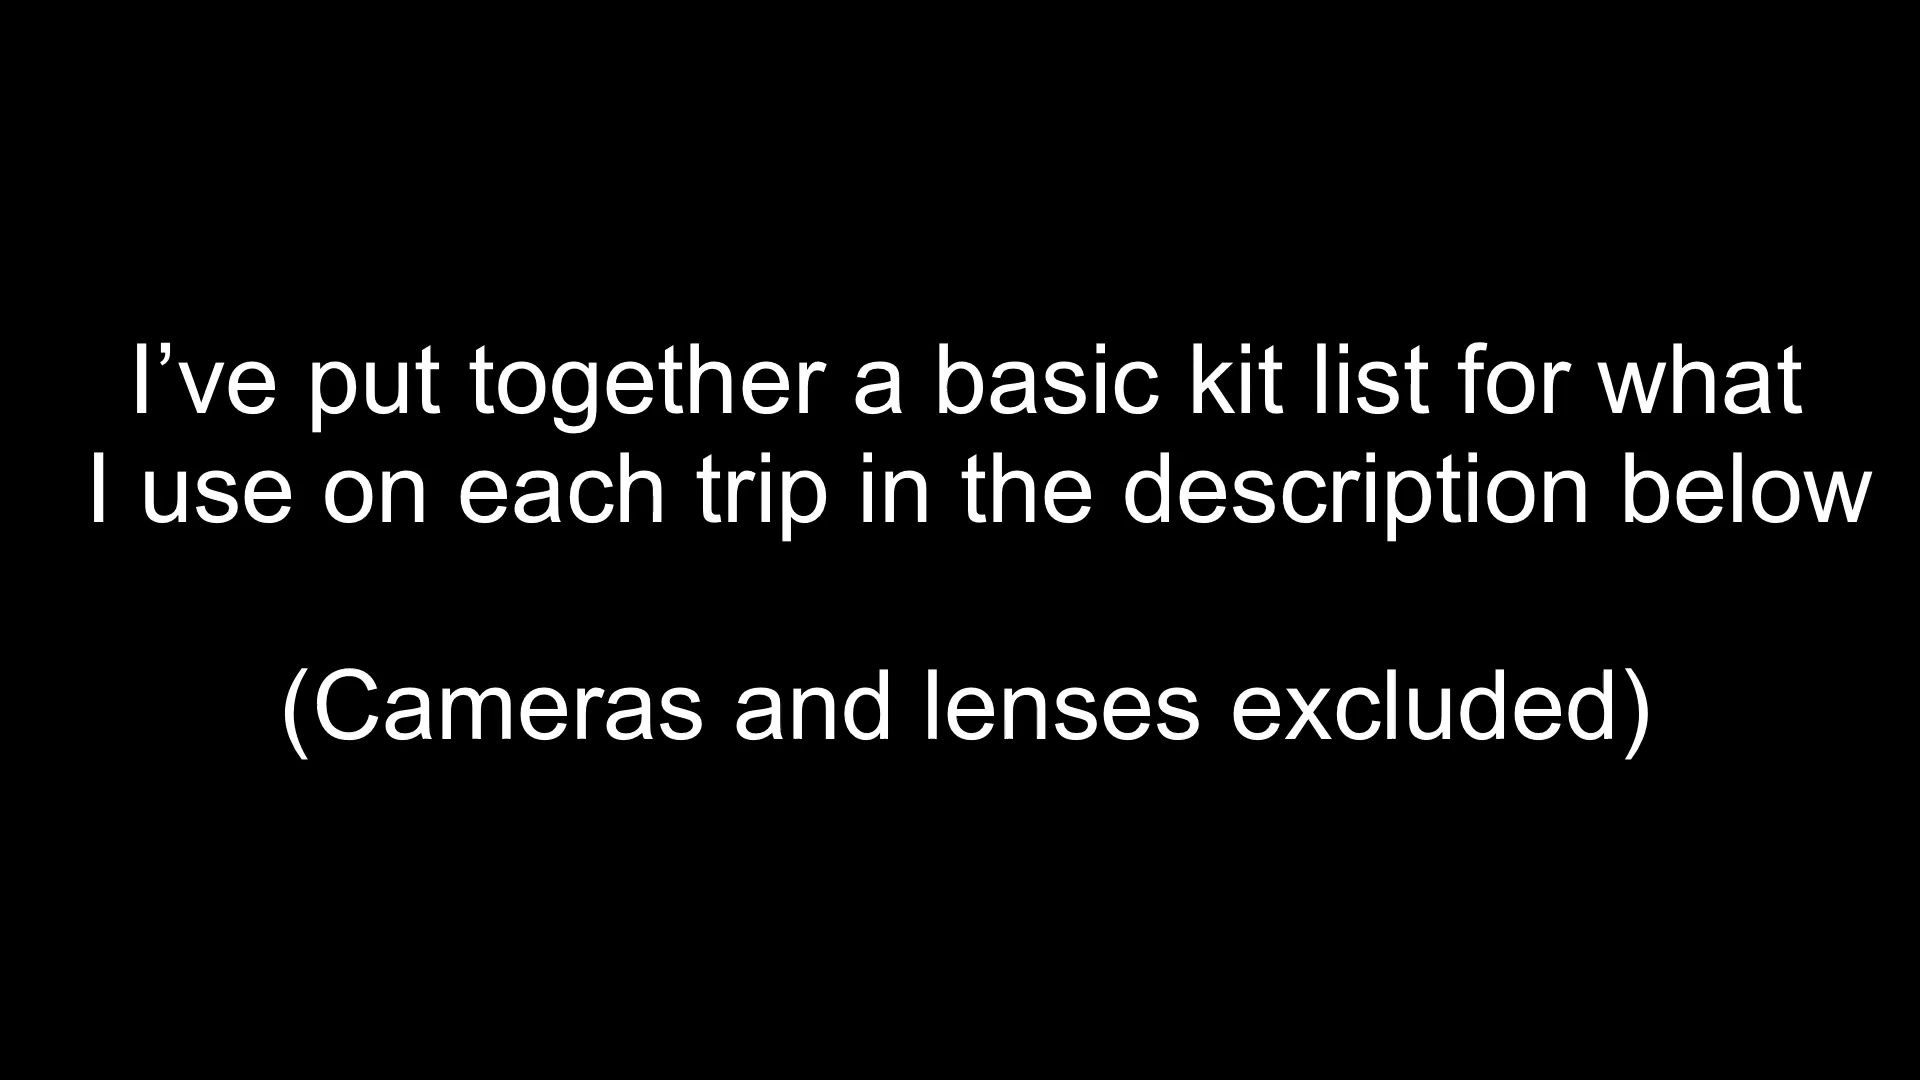 I’ve put together a basic kit list for what
I use on each trip in the description below
(Cameras and lenses excluded)